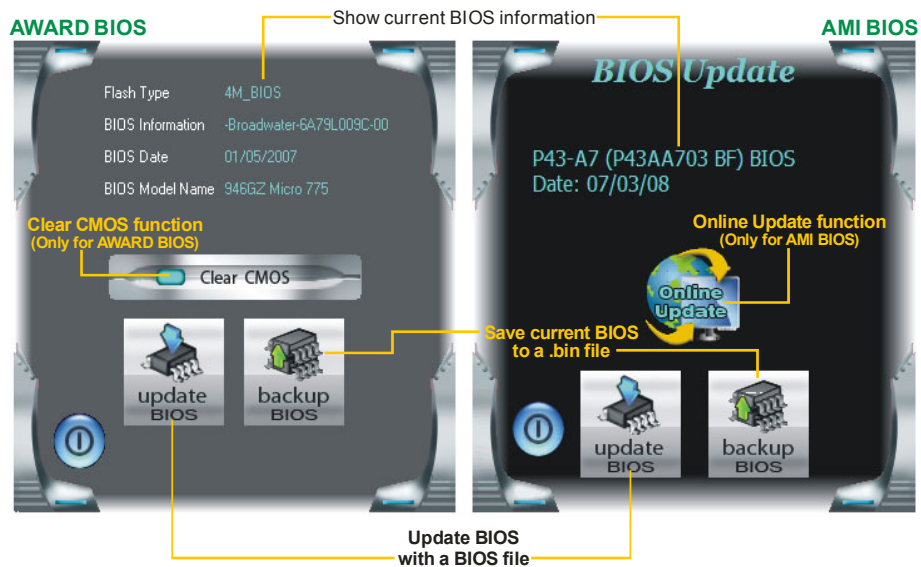 Show current BIOS information
AWARD BIOS
AMI BIOS
Flash Type 4M_BIOS
BIOS Information -Broadwater-6A79L009C-00
BIOS Date 01/05/2007
BIOS Model Name 946GZ Micro 775
Clear CMOS function
(Only for AWARD BIOS)
Clear CMOS
update
BIOS
backup
BIOS
BIOS Update
P43-A7 (P43AA703 BF) BIOS
Date: 07/03/08
Online Update function
(Only for AMI BIOS)
Online
Update
Save current BIOS
to a .bin file
update
BIOS
backup
BIOS
Update BIOS
with a BIOS file